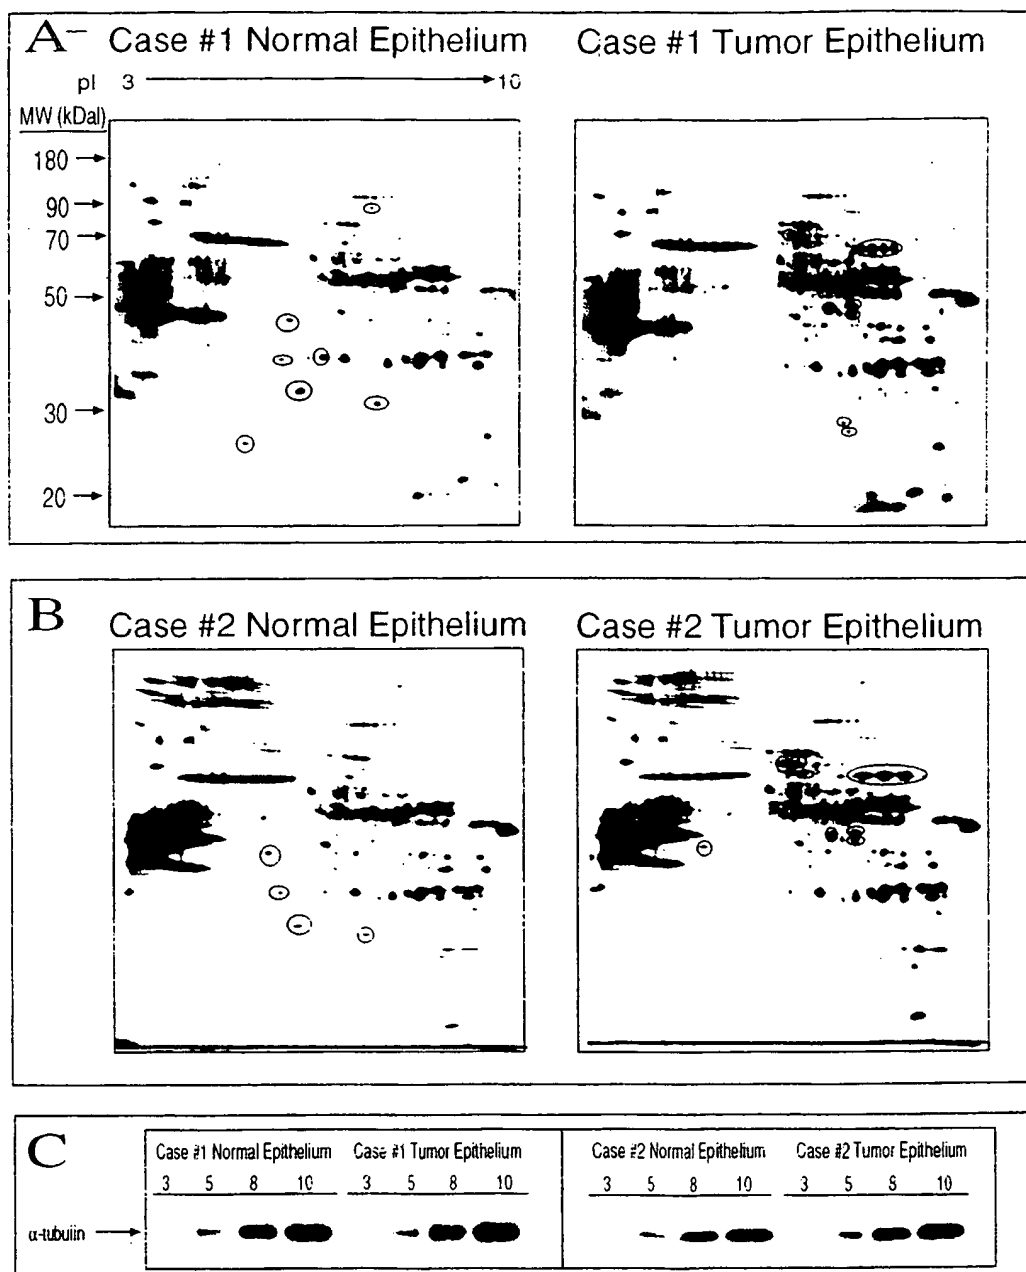 A Case #1 Normal Epithelium Case #1 Tumor Epithelium
pI 3 10
MW (kDal)
180
90
70
50
30
20
B Case #2 Normal Epithelium Case #2 Tumor Epithelium
C Case #1 Normal Epithelium Case #1 Tumor Epithelium Case #2 Normal Epithelium Case #2 Tumor Epithelium
3 5 8 10 3 5 8 10 3 5 8 10 3 5 8 10
α-tubulin